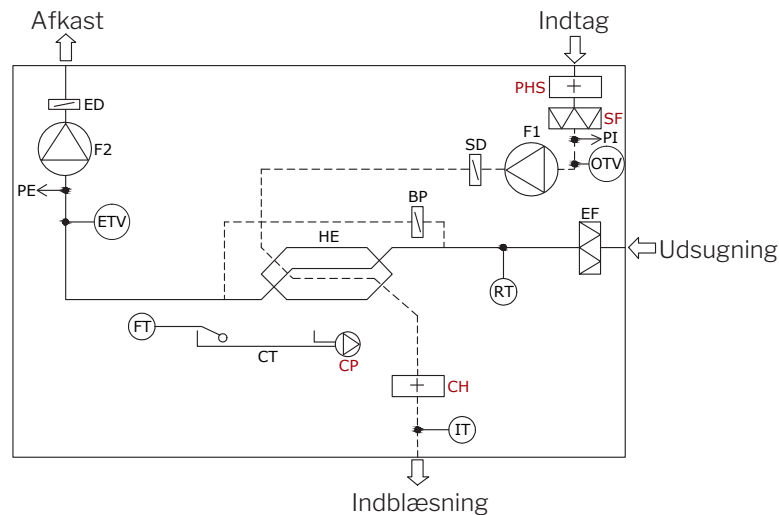 Afkast
Indtag
PHS
ED
SF
F2
F1
PI
SD
OTV
PE
BP
ETV
EF
HE
Udsugning
RT
FT
CT
CP
CH
IT
Indblæsning